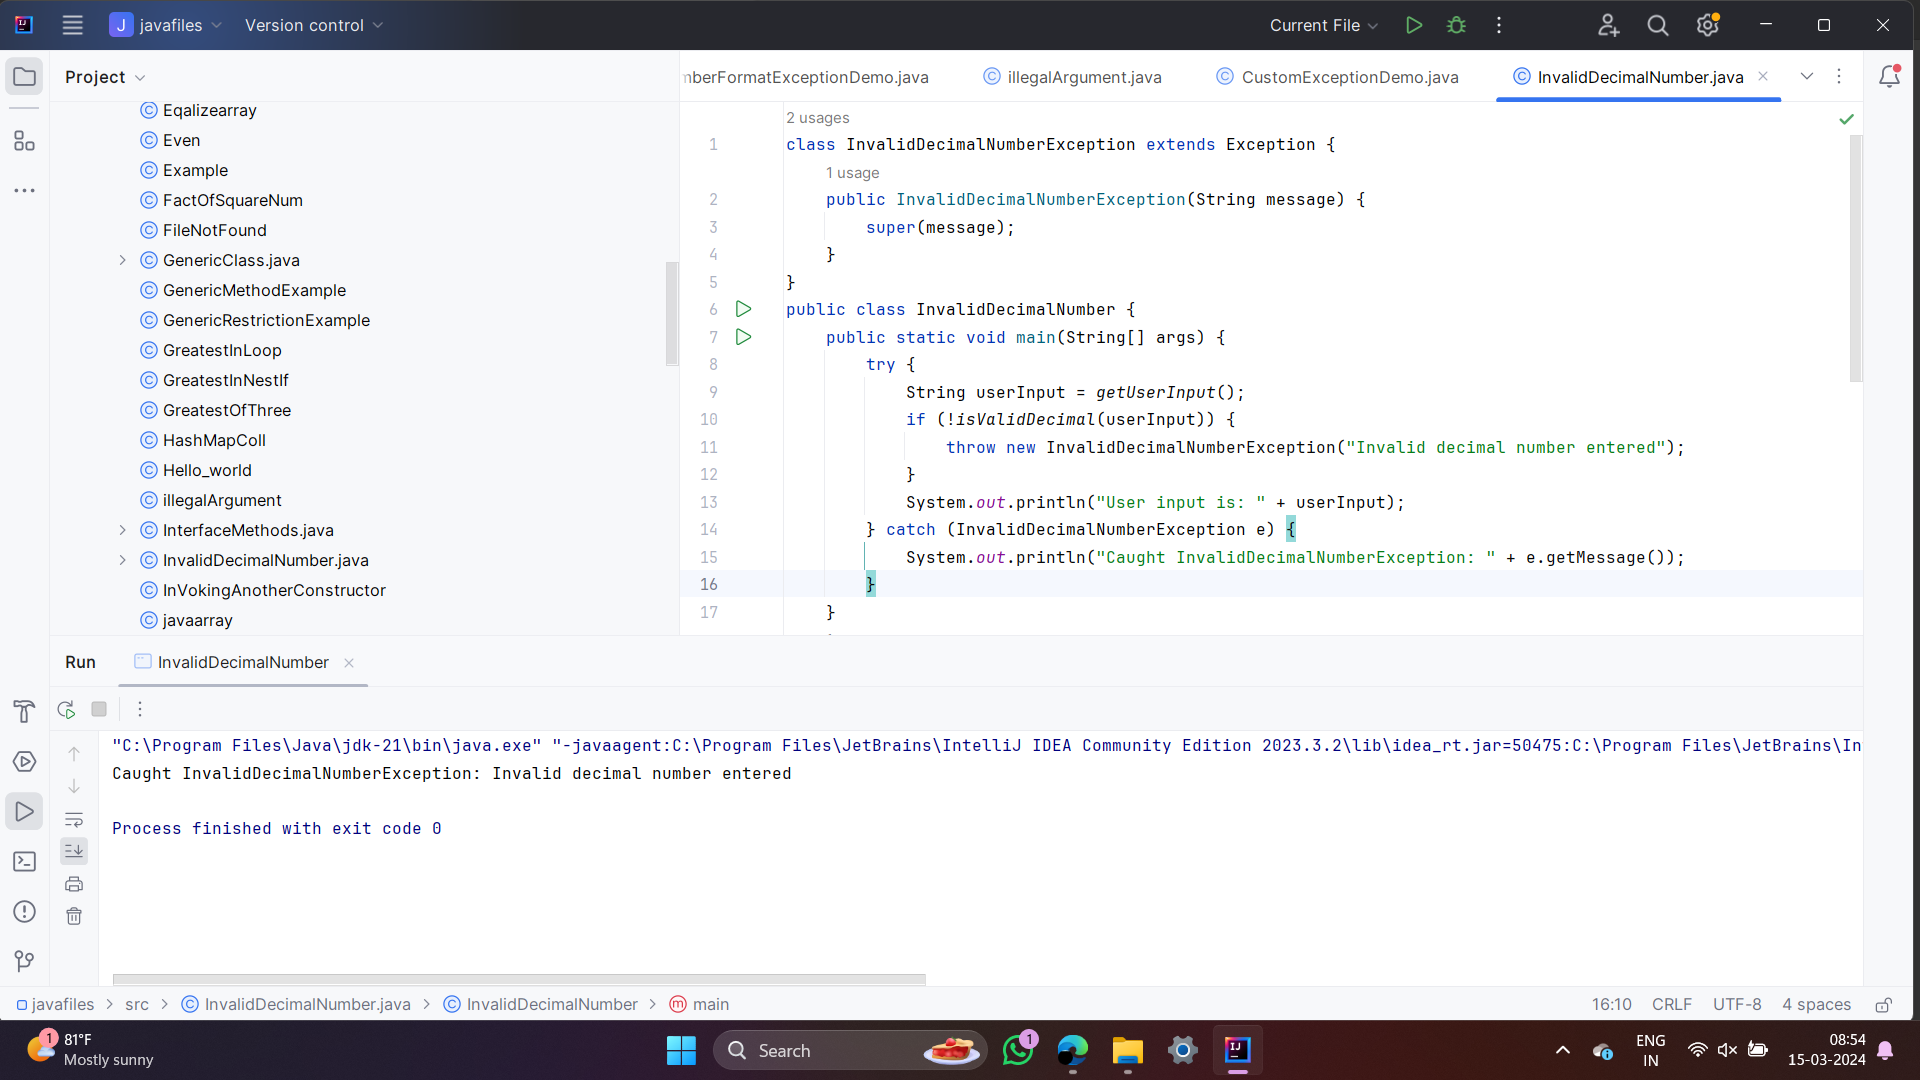 J javafiles Version control Current File
Project
mberFormatExceptionDemo.java illegalArgument.java CustomExceptionDemo.java InvalidDecimalNumber.java
Eqalizearray
Even
Example
FactOfSquareNum
FileNotFound
GenericClass.java
GenericMethodExample
GenericRestrictionExample
GreatestInLoop
GreatestInNestIf
GreatestOfThree
HashMapColl
Hello_world
illegalArgument
InterfaceMethods.java
InvalidDecimalNumber.java
InVokingAnotherConstructor
javaarray
2 usages
1 class InvalidDecimalNumberException extends Exception {
1 usage
2 public InvalidDecimalNumberException(String message) {
3 super(message);
4 }
5 }
6 public class InvalidDecimalNumber {
7 public static void main(String[] args) {
8 try {
9 String userInput = getUserInput();
10 if (!isValidDecimal(userInput)) {
11 throw new InvalidDecimalNumberException("Invalid decimal number entered");
12 }
13 System.out.println("User input is: " + userInput);
14 } catch (InvalidDecimalNumberException e) {
15 System.out.println("Caught InvalidDecimalNumberException: " + e.getMessage());
16 }
17 }
Run InvalidDecimalNumber
"C:\Program Files\Java\jdk-21\bin\java.exe" "-javaagent:C:\Program Files\JetBrains\IntelliJ IDEA Community Edition 2023.3.2\lib\idea_rt.jar=50475:C:\Program Files\JetBrains\In
Caught InvalidDecimalNumberException: Invalid decimal number entered
Process finished with exit code 0
javafiles > src > InvalidDecimalNumber.java > InvalidDecimalNumber > m main 16:10 CRLF UTF-8 4 spaces
1 81°F
Mostly sunny
Search
1
ENG
IN
08:54
15-03-2024